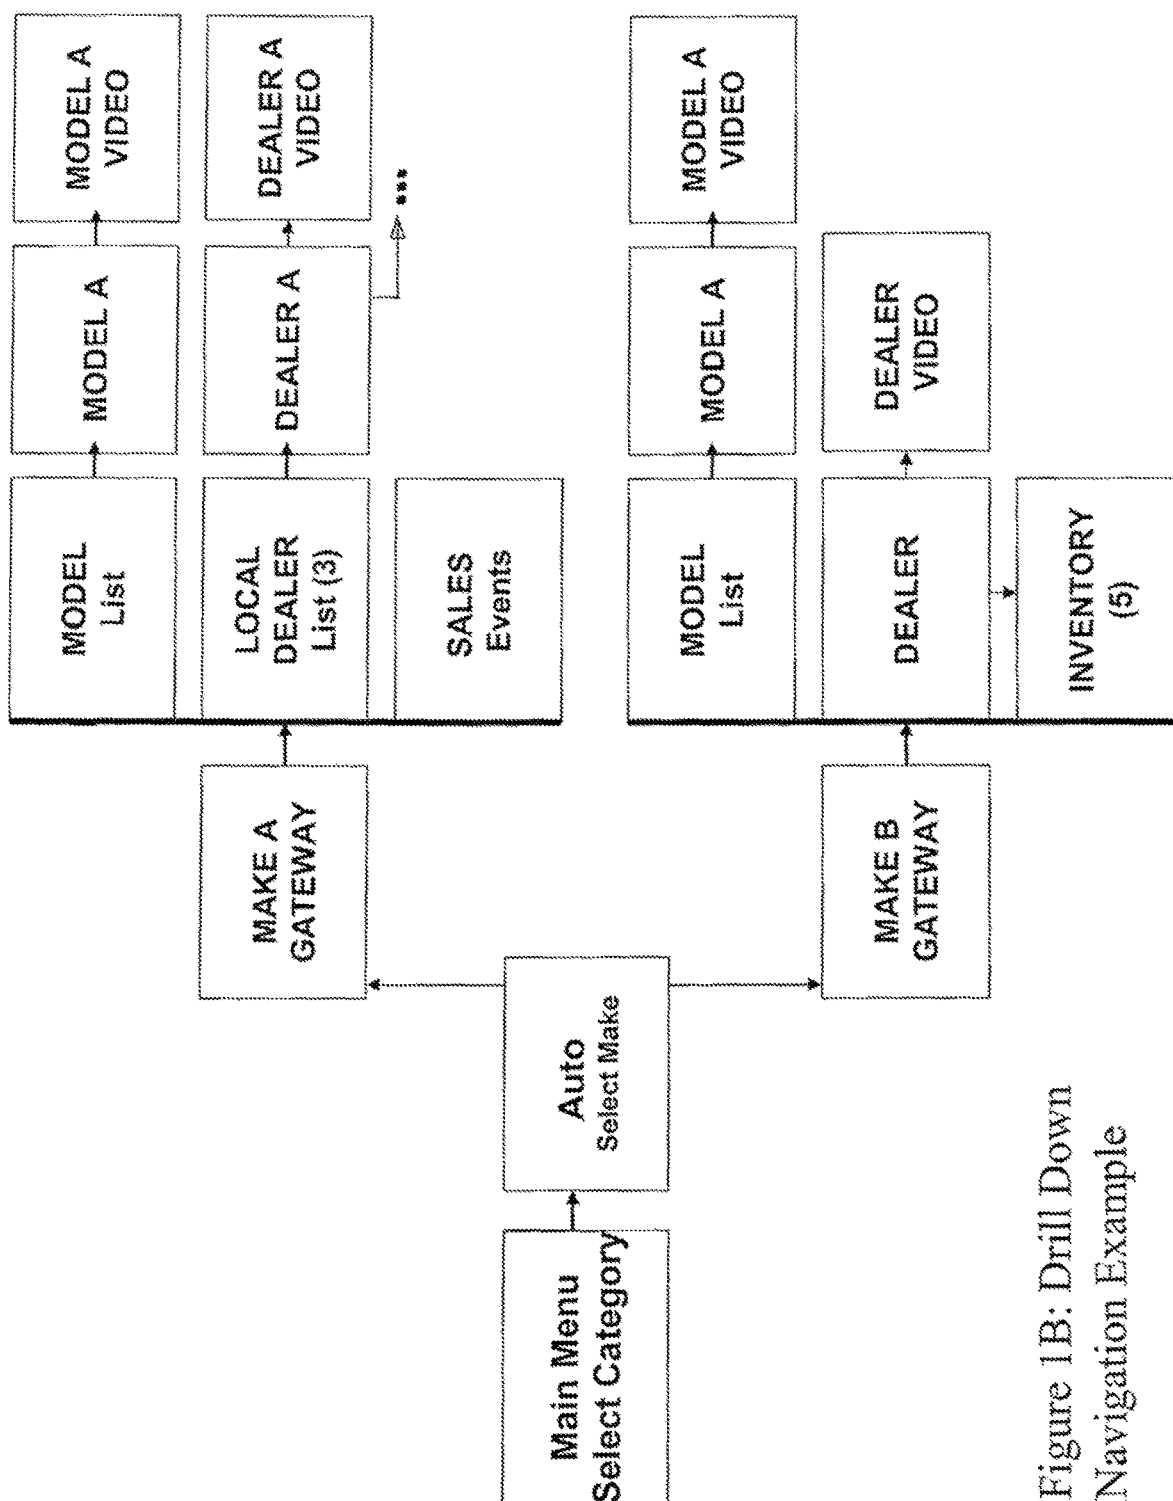 Main Menu
Select Category
Auto
Select Make
MAKE A
GATEWAY
MODEL
List
MODEL A
MODEL A
VIDEO
LOCAL
DEALER
List (3)
DEALER A
DEALER A
VIDEO
...
SALES
Events
MAKE B
GATEWAY
MODEL
List
MODEL A
MODEL A
VIDEO
DEALER
DEALER
VIDEO
INVENTORY
(5)
Figure 1B: Drill Down
Navigation Example